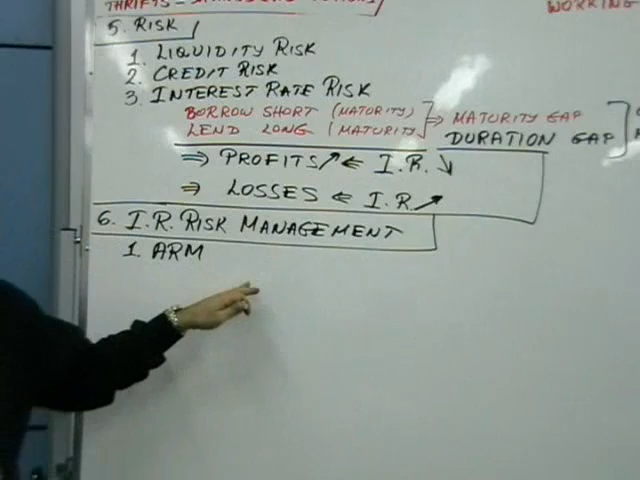 THRIFTS -
WORKING
5. RISK
1. LIQUIDITY RISK
2. CREDIT RISK
3. INTEREST RATE RISK
BORROW SHORT (MATURITY) ⇒ MATURITY GAP
LEND LONG (MATURITY DURATION GAP
⇒ PROFITS ↗ ⇐ I.R. ↘
⇒ LOSSES ⇐ I.R. ↗
6. I.R. RISK MANAGEMENT
1. ARM